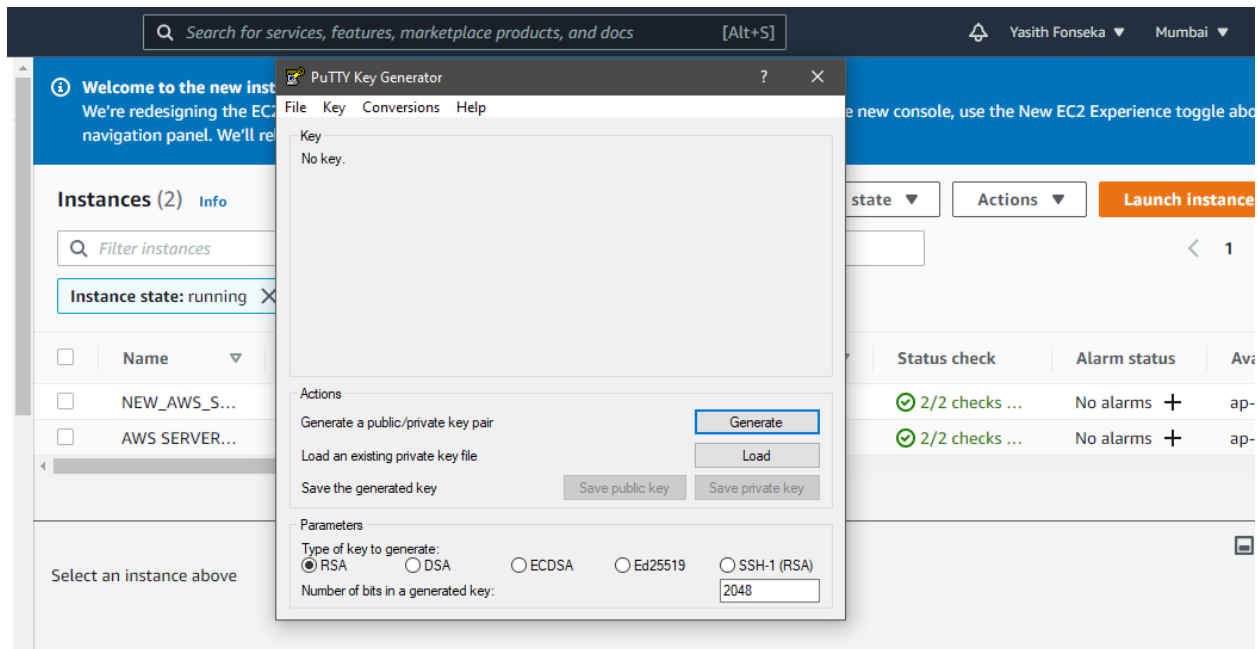 Search for services, features, marketplace products, and docs [Alt+S]
Yasith Fonseka Mumbai
Welcome to the new inst
We're redesigning the EC2
navigation panel. We'll rel
e new console, use the New EC2 Experience toggle abo
PuTTY Key Generator ? X
File Key Conversions Help
Key
No key.
Instances (2) Info
state Actions Launch instance
Filter instances
1
Instance state: running
Name Status check Alarm status Ava
NEW_AWS_S... 2/2 checks ... No alarms + ap-
AWS SERVER... 2/2 checks ... No alarms + ap-
Actions
Generate a public/private key pair Generate
Load an existing private key file Load
Save the generated key Save public key Save private key
Parameters
Type of key to generate:
RSA DSA ECDSA Ed25519 SSH-1 (RSA)
Number of bits in a generated key: 2048
Select an instance above